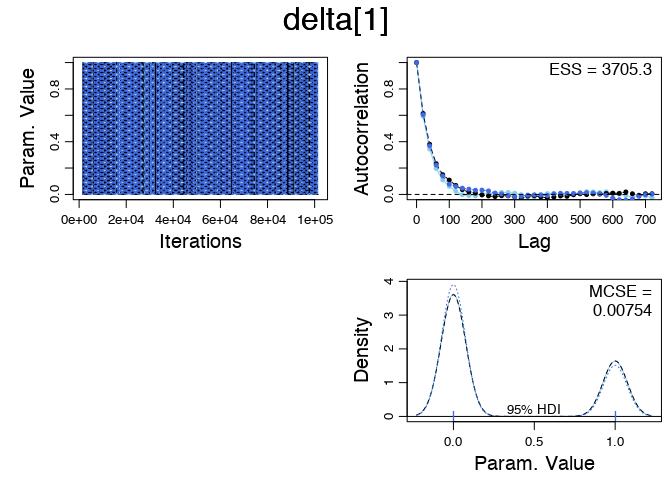 delta[1]
Param. Value
0.0 0.4 0.8
0e+00 2e+04 4e+04 6e+04 8e+04 1e+05
Iterations
Autocorrelation
0.0 0.4 0.8
ESS = 3705.3
0 100 200 300 400 500 600 700
Lag
Density
0 1 2 3 4
MCSE =
0.00754
95% HDI
0.0 0.5 1.0
Param. Value